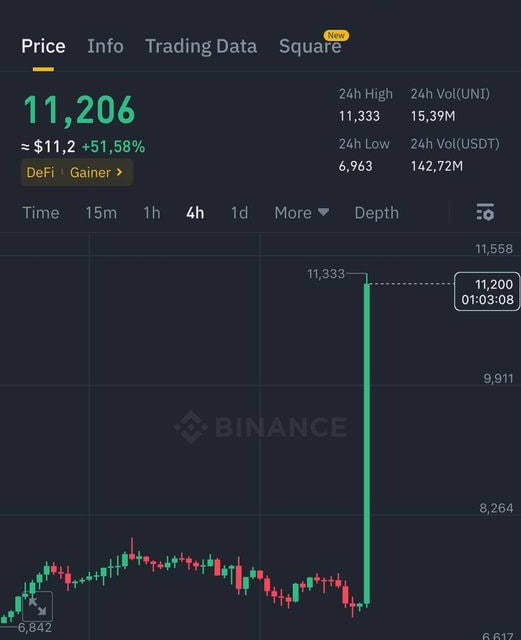 Price Info Trading Data Square New
11,206
≈ $11,2 +51,58%
DeFi Gainer
24h High 24h Vol(UNI)
11,333 15,39M
24h Low 24h Vol(USDT)
6,963 142,72M
Time 15m 1h 4h 1d More Depth
11,558
11,333
11,200
01:03:08
9,911
BINANCE
8,264
6,842
6,617